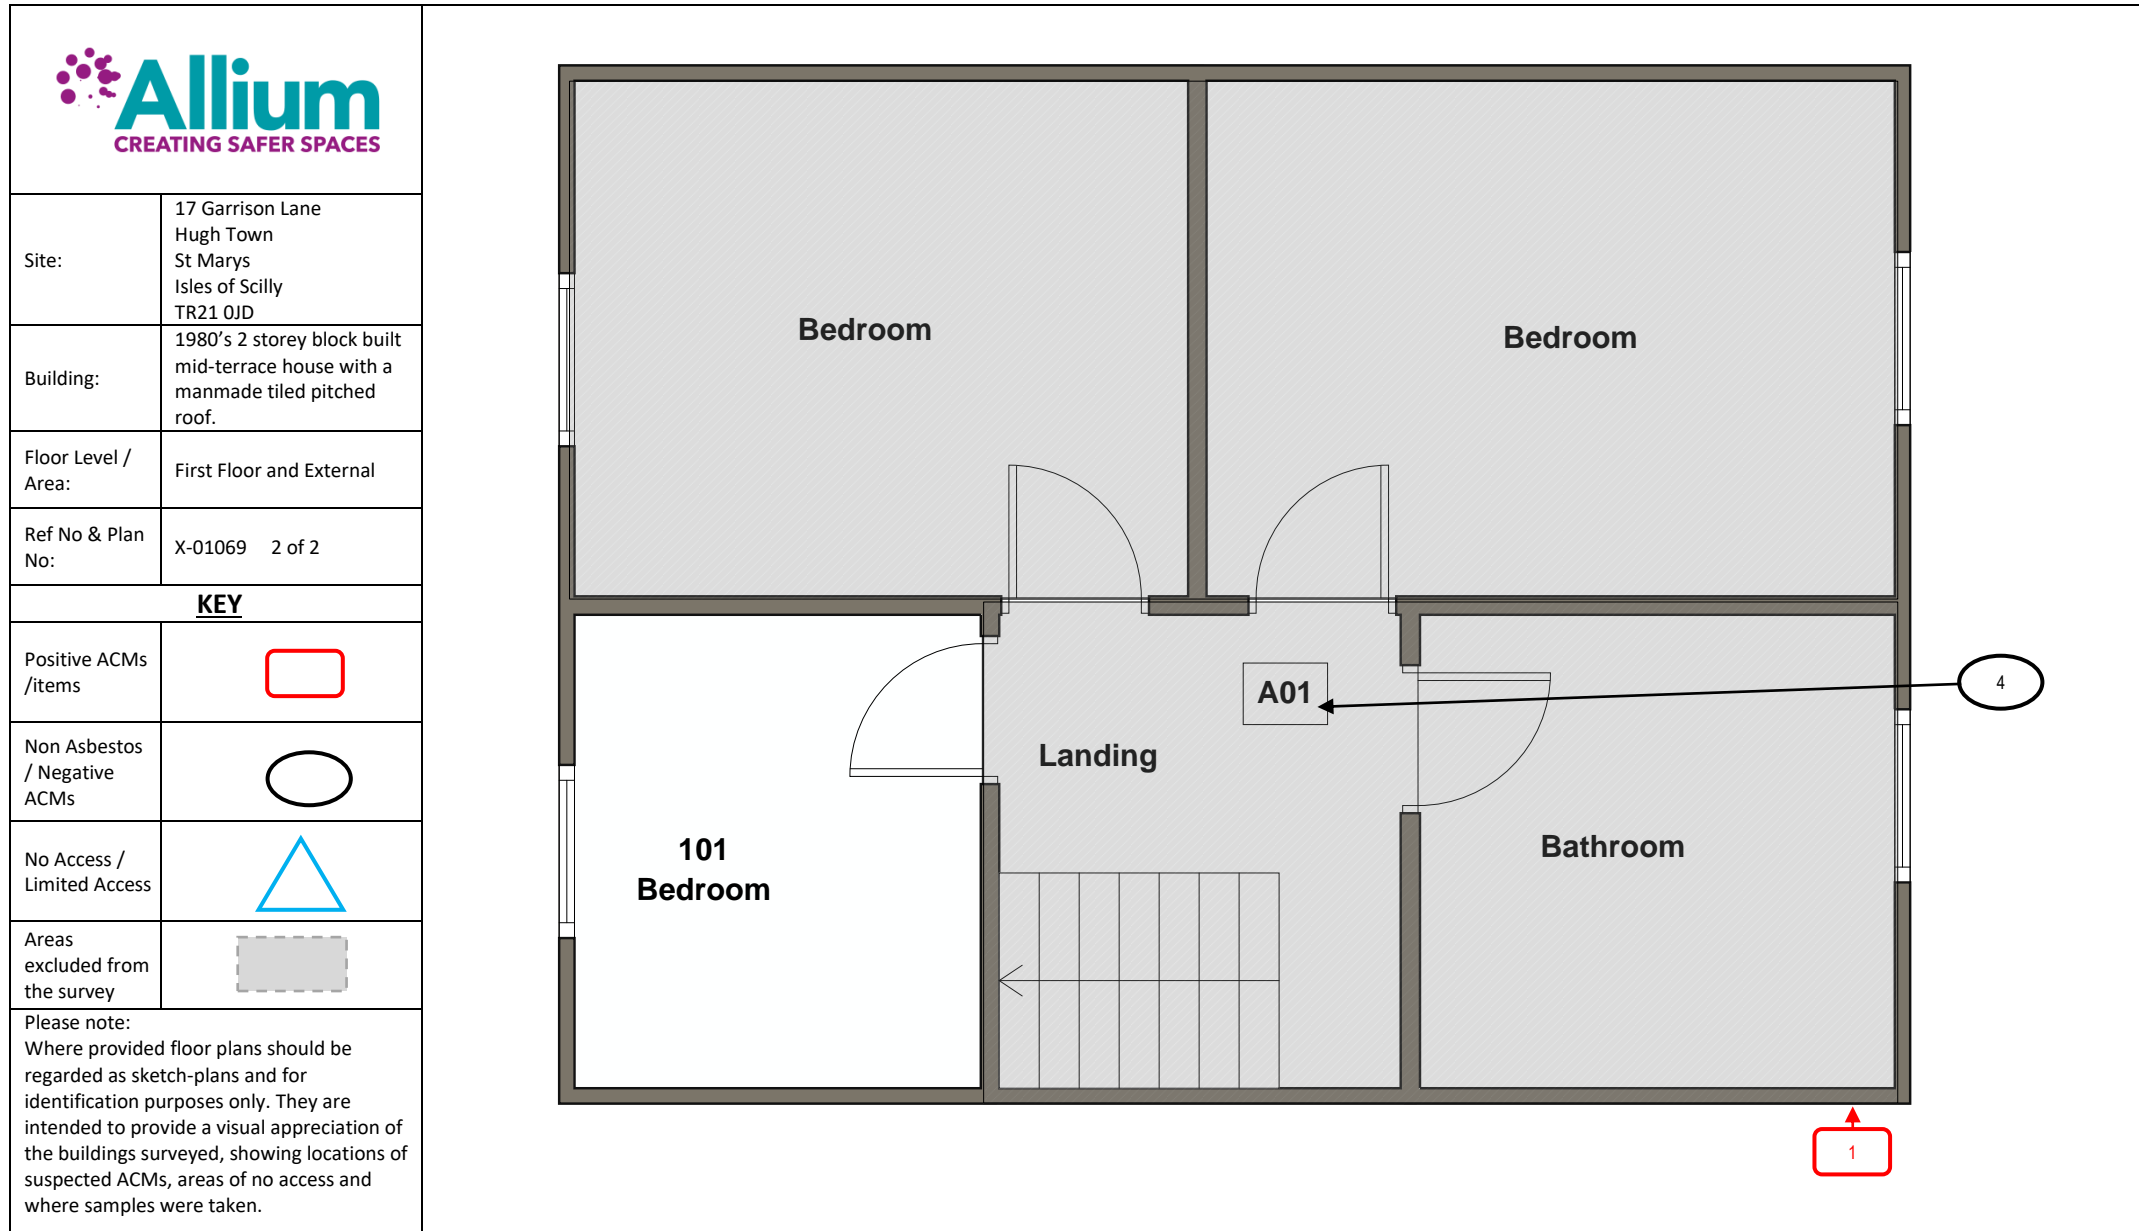 Allium
CREATING SAFER SPACES
Site:
17 Garrison Lane
Hugh Town
St Marys
Isles of Scilly
TR21 0JD
Building:
1980’s 2 storey block built
mid-terrace house with a
manmade tiled pitched
roof.
Floor Level /
Area:
First Floor and External
Ref No & Plan
No:
X-01069 2 of 2
KEY
Positive ACMs
/items
Non Asbestos
/ Negative
ACMs
No Access /
Limited Access
Areas
excluded from
the survey
Please note:
Where provided floor plans should be
regarded as sketch-plans and for
identification purposes only. They are
intended to provide a visual appreciation of
the buildings surveyed, showing locations of
suspected ACMs, areas of no access and
where samples were taken.
Bedroom
Bedroom
A01
4
Landing
101
Bedroom
Bathroom
1